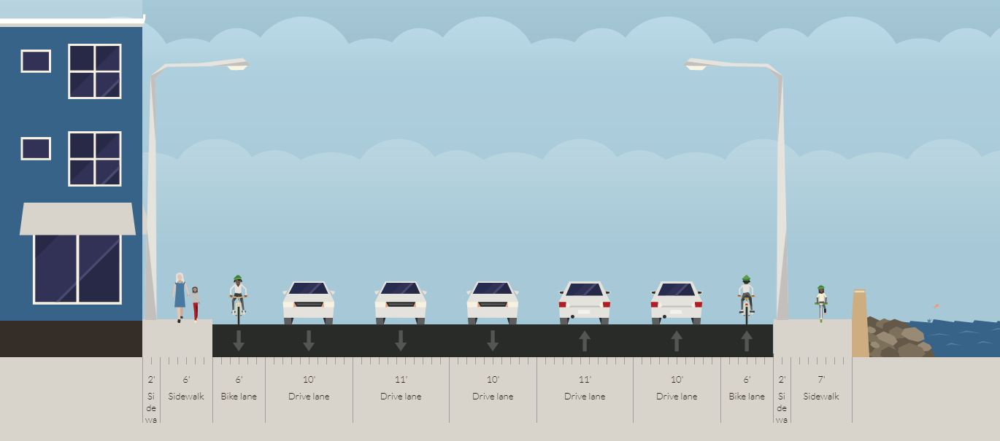 2' 6' 6' 10' 11' 10' 11' 10' 6' 2' 7'
Si Sidewalk Bike lane Drive lane Drive lane Drive lane Drive lane Drive lane Bike lane Si Sidewalk
de de
wa wa